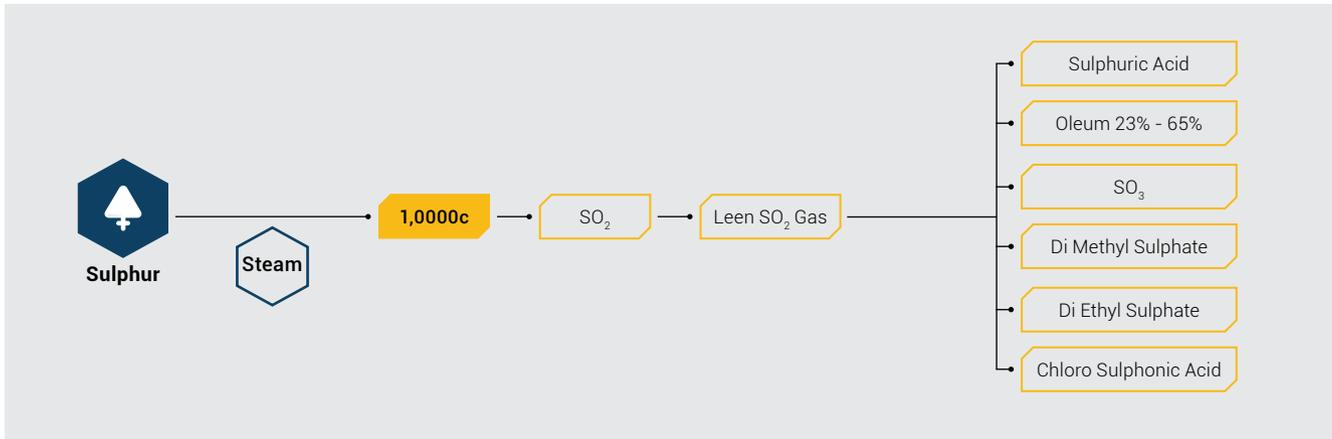 Sulphur
Steam
1,0000c
SO2
Leen SO2 Gas
Sulphuric Acid
Oleum 23% - 65%
SO3
Di Methyl Sulphate
Di Ethyl Sulphate
Chloro Sulphonic Acid